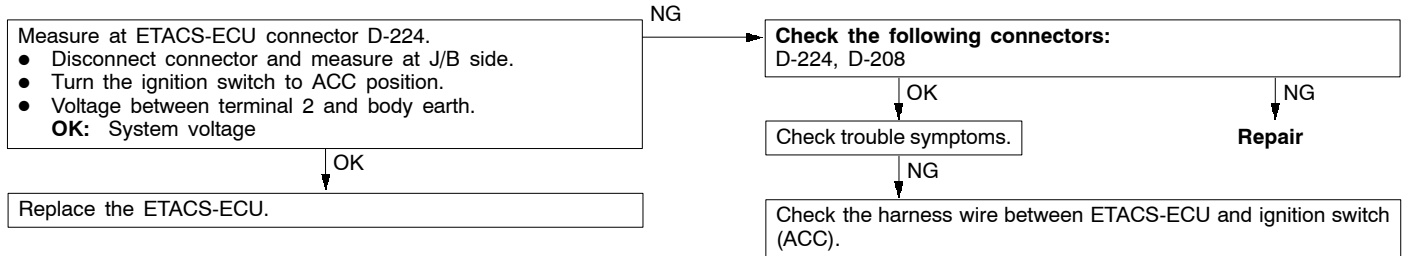 Measure at ETACS-ECU connector D-224.
● Disconnect connector and measure at J/B side.
● Turn the ignition switch to ACC position.
● Voltage between terminal 2 and body earth.
OK: System voltage
NG
Check the following connectors:
D-224, D-208
OK
NG
Check trouble symptoms.
Repair
NG
Check the harness wire between ETACS-ECU and ignition switch
(ACC).
OK
Replace the ETACS-ECU.